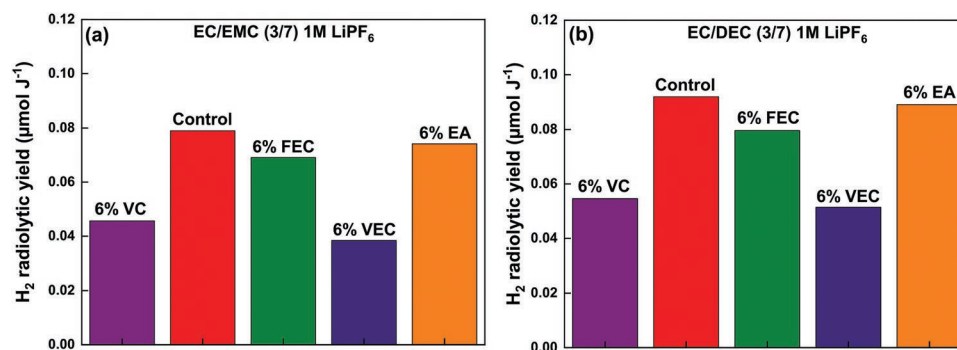 (a)
EC/EMC (3/7) 1M LiPF₆
H₂ radiolytic yield (µmol J⁻¹)
0.12
0.10
0.08
0.06
0.04
0.02
0.00
6% VC
Control
6% FEC
6% VEC
6% EA
(b)
EC/DEC (3/7) 1M LiPF₆
H₂ radiolytic yield (µmol J⁻¹)
0.12
0.10
0.08
0.06
0.04
0.02
0.00
6% VC
Control
6% FEC
6% VEC
6% EA